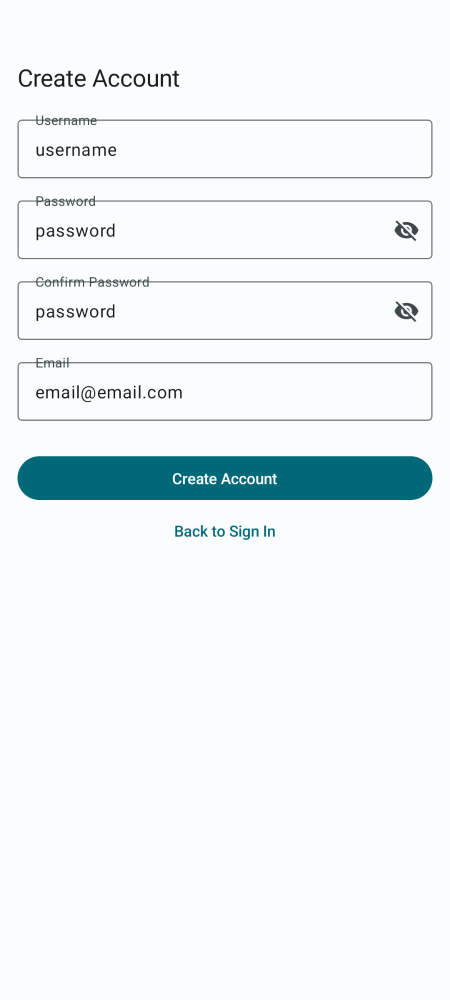 Create Account
Username
username
Password
password
Confirm Password
password
Email
email@email.com
Create Account
Back to Sign In